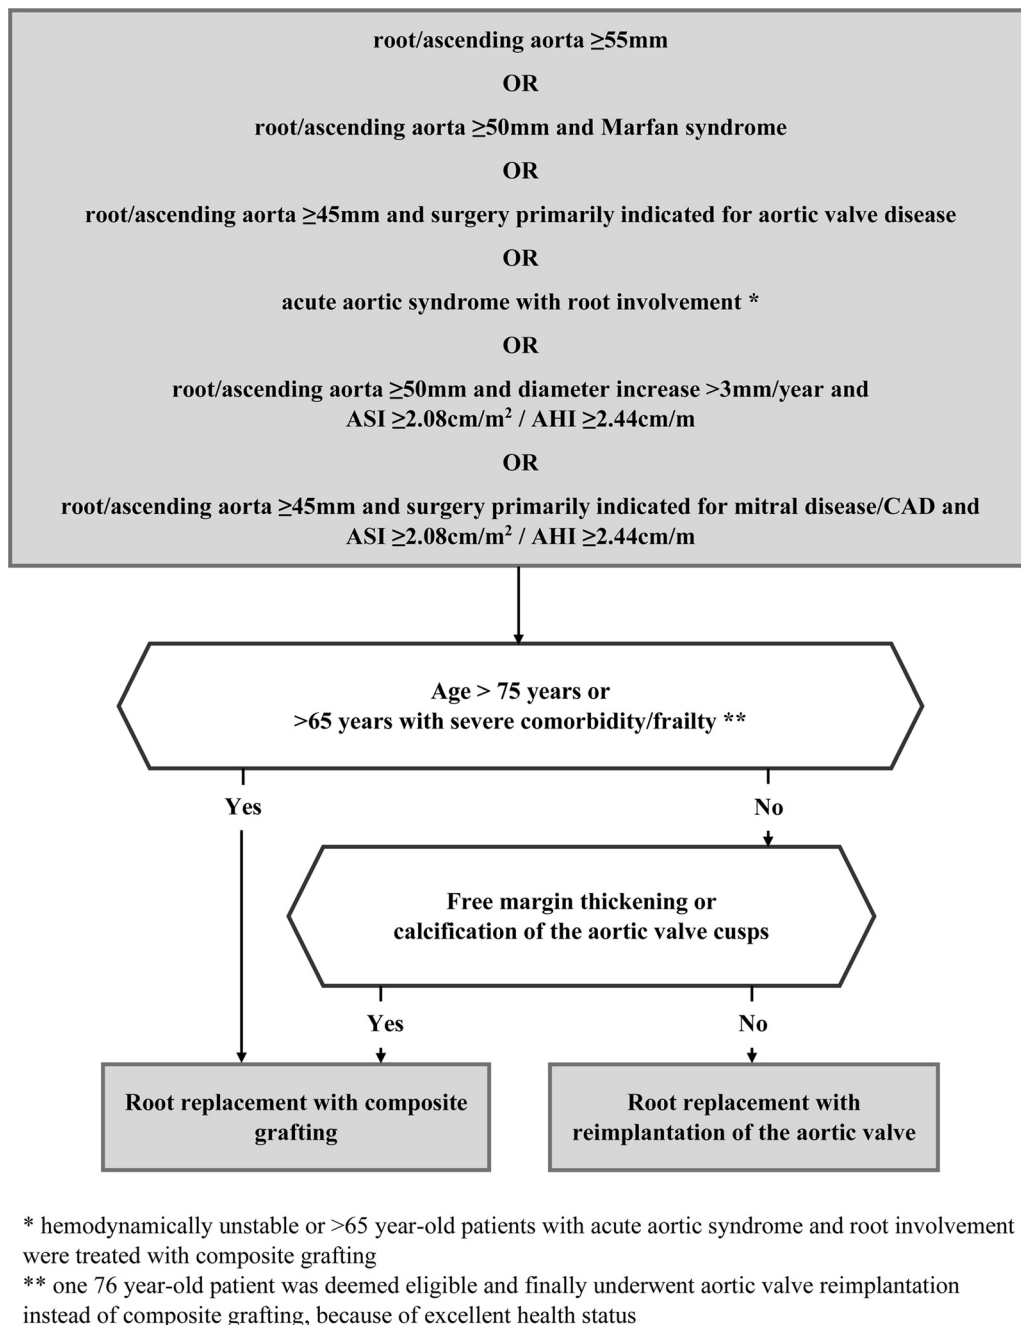 root/ascending aorta ≥55mm
OR
root/ascending aorta ≥50mm and Marfan syndrome
OR
root/ascending aorta ≥45mm and surgery primarily indicated for aortic valve disease
OR
acute aortic syndrome with root involvement *
OR
root/ascending aorta ≥50mm and diameter increase >3mm/year and
ASI ≥2.08cm/m² / AHI ≥2.44cm/m
OR
root/ascending aorta ≥45mm and surgery primarily indicated for mitral disease/CAD and
ASI ≥2.08cm/m² / AHI ≥2.44cm/m
Age > 75 years or
>65 years with severe comorbidity/frailty **
Yes
No
Free margin thickening or
calcification of the aortic valve cusps
Yes
No
Root replacement with composite
grafting
Root replacement with
reimplantation of the aortic valve
* hemodynamically unstable or >65 year-old patients with acute aortic syndrome and root involvement
were treated with composite grafting
** one 76 year-old patient was deemed eligible and finally underwent aortic valve reimplantation
instead of composite grafting, because of excellent health status